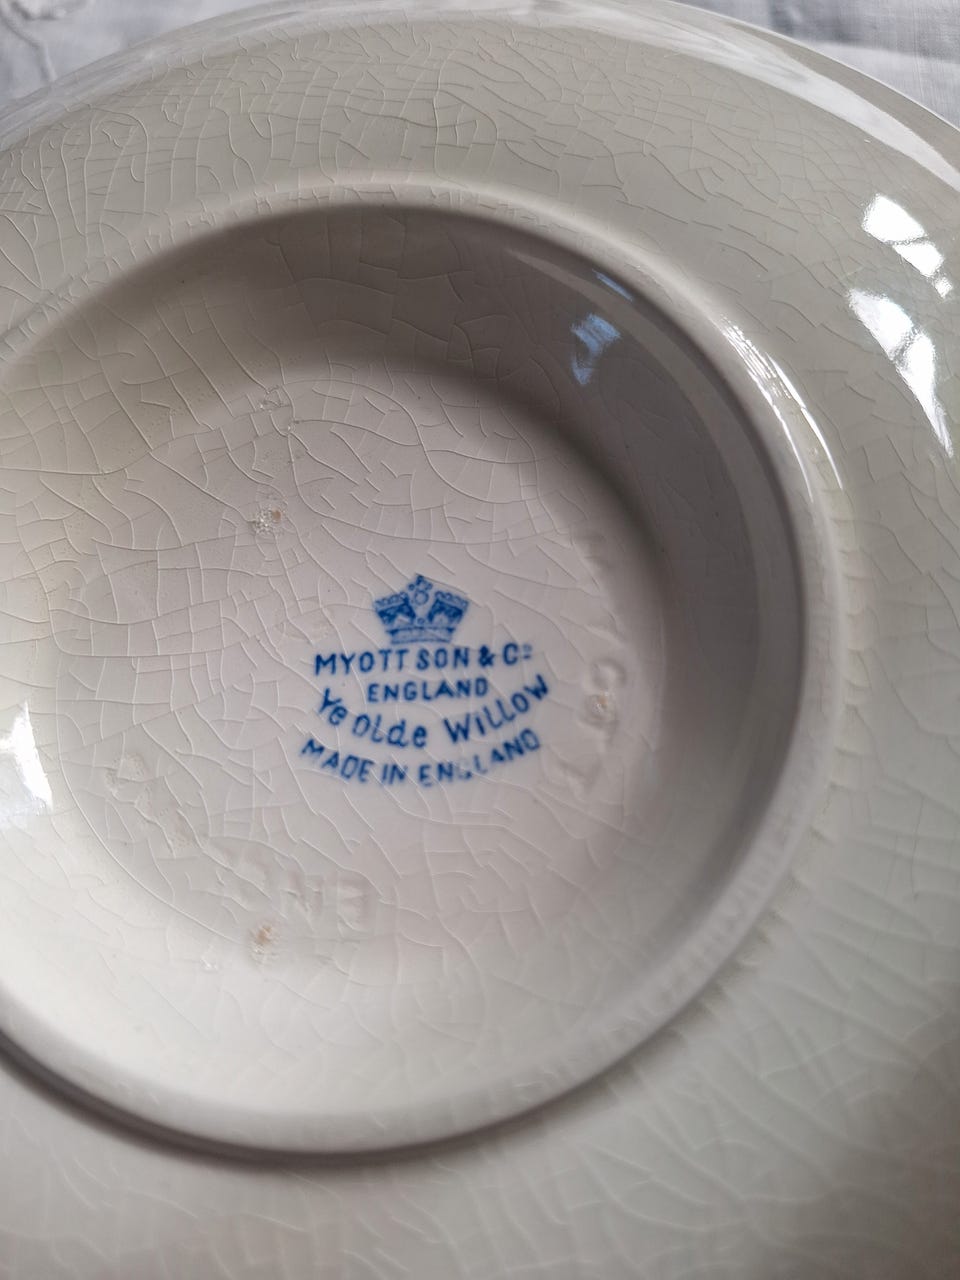 MYOTT SON & Cº
ENGLAND
Ye Olde Willow
MADE IN ENGLAND